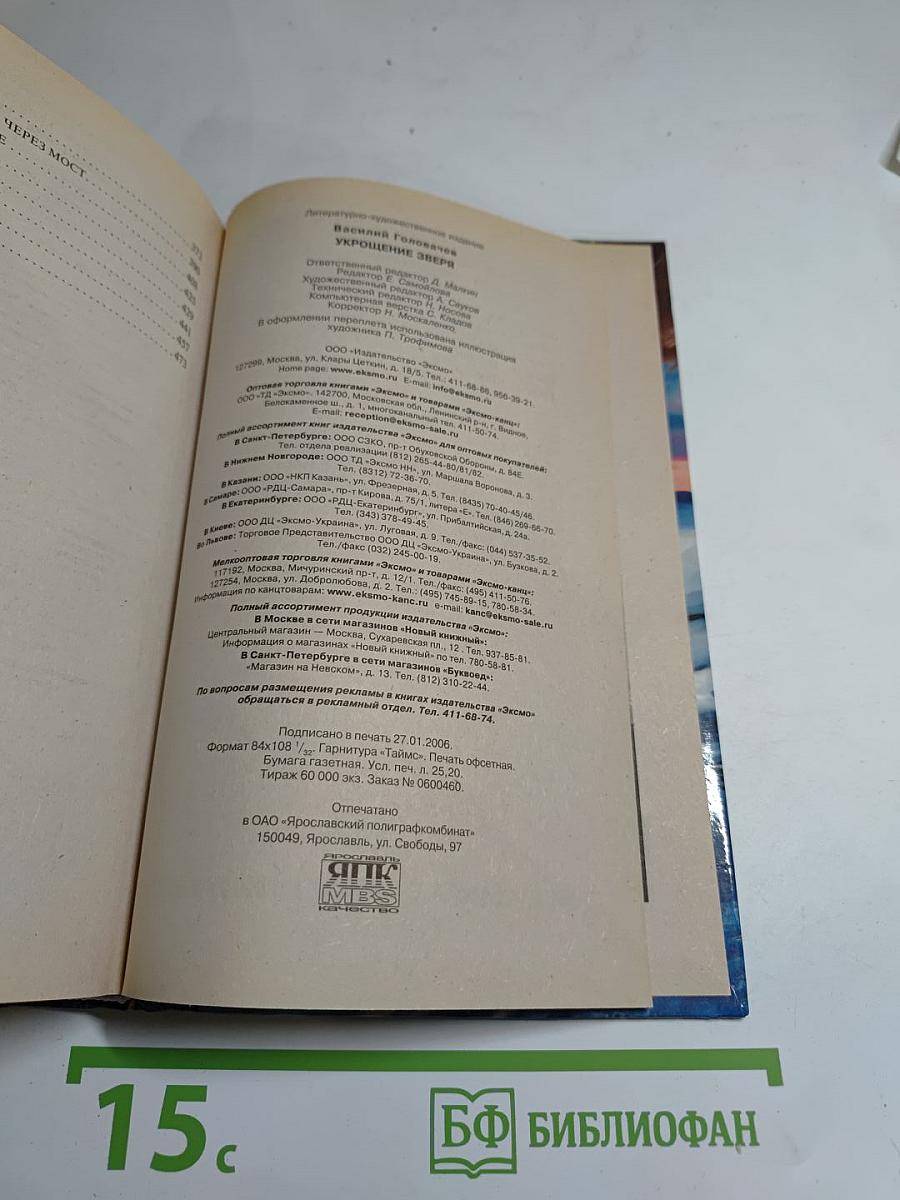 ЧЕРЕЗ МОСТ
Е
373
390
408
423
429
441
457
473
Литературно-художественное издание
Василий Головачев
УКРОЩЕНИЕ ЗВЕРЯ
Ответственный редактор Д. Малкин
Редактор Е. Самойлова
Художественный редактор А. Сауков
Технический редактор Н. Носова
Компьютерная верстка С. Кладов
Корректор Н. Москаленко
В оформлении переплета использована иллюстрация
художника П. Трофимова
ООО «Издательство «Эксмо»
127299, Москва, ул. Клары Цеткин, д. 18/5. Тел.: 411-68-86, 956-39-21.
Home page: www.eksmo.ru E-mail: info@eksmo.ru
Оптовая торговля книгами «Эксмо» и товарами «Эксмо-канц»:
ООО «ТД «Эксмо». 142700, Московская обл., Ленинский р-н, г. Видное,
Белокаменное ш., д. 1, многоканальный тел. 411-50-74.
E-mail: reception@eksmo-sale.ru
Полный ассортимент книг издательства «Эксмо» для оптовых покупателей:
В Санкт-Петербурге: ООО СЗКО, пр-т Обуховской Обороны, д. 84Е.
Тел. отдела реализации (812) 265-44-80/81/82.
В Нижнем Новгороде: ООО ТД «Эксмо НН», ул. Маршала Воронова, д. 3.
Тел. (8312) 72-36-70.
В Казани: ООО «НКП Казань», ул. Фрезерная, д. 5. Тел. (8435) 70-40-45/46.
В Самаре: ООО «РДЦ-Самара», пр-т Кирова, д. 75/1, литера «Е». Тел. (846) 269-66-70.
В Екатеринбурге: ООО «РДЦ-Екатеринбург», ул. Прибалтийская, д. 24а.
Тел. (343) 378-49-45.
В Киеве: ООО ДЦ «Эксмо-Украина», ул. Луговая, д. 9. Тел./факс: (044) 537-35-52.
Во Львове: Торговое Представительство ООО ДЦ «Эксмо-Украина», ул. Бузкова, д. 2.
Тел./факс (032) 245-00-19.
Мелкооптовая торговля книгами «Эксмо» и товарами «Эксмо-канц»:
117192, Москва, Мичуринский пр-т, д. 12/1. Тел./факс: (495) 411-50-76.
127254, Москва, ул. Добролюбова, д. 2. Тел.: (495) 745-89-15, 780-58-34.
Информация по канцтоварам: www.eksmo-kanc.ru e-mail: kanc@eksmo-sale.ru
Полный ассортимент продукции издательства «Эксмо»:
В Москве в сети магазинов «Новый книжный»:
Центральный магазин — Москва, Сухаревская пл., 12 . Тел. 937-85-81.
Информация о магазинах «Новый книжный» по тел. 780-58-81.
В Санкт-Петербурге в сети магазинов «Буквоед»:
«Магазин на Невском», д. 13. Тел. (812) 310-22-44.
По вопросам размещения рекламы в книгах издательства «Эксмо»
обращаться в рекламный отдел. Тел. 411-68-74.
Подписано в печать 27.01.2006.
Формат 84x108 1/32. Гарнитура «Таймс». Печать офсетная.
Бумага газетная. Усл. печ. л. 25,20.
Тираж 60 000 экз. Заказ № 0600460.
Отпечатано
в ОАО «Ярославский полиграфкомбинат»
150049, Ярославль, ул. Свободы, 97
ЯРОСЛАВЛЬ
ЯПК
MBS
качество
15 с
БФ БИБЛИОФАН